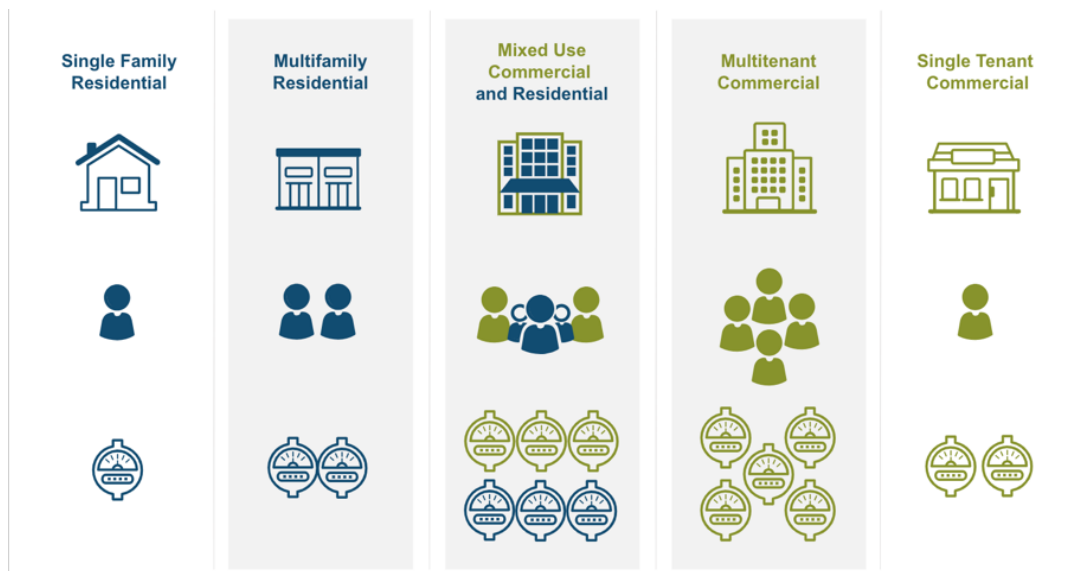 Single Family
Residential
Multifamily
Residential
Mixed Use
Commercial
and Residential
Multitenant
Commercial
Single Tenant
Commercial